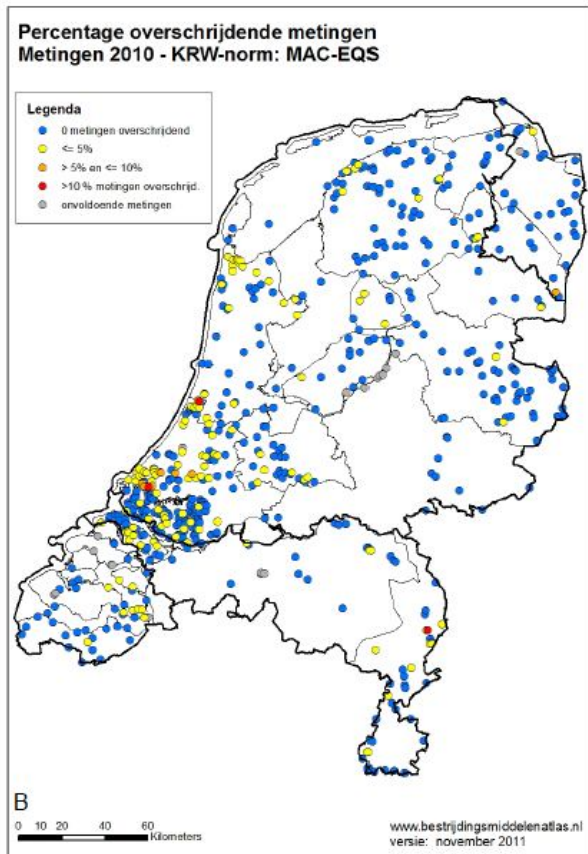 Percentage overschrijdende metingen
Metingen 2010 - KRW-norm: MAC-EQS
Legenda
0 metingen overschrijdend
<= 5%
> 5% en <= 10%
>10 % metingen overschrijd.
onvoldoende metingen
B
0 10 20 40 60
Kilometers
www.bestrijdingsmiddelenatlas.nl
versie: november 2011